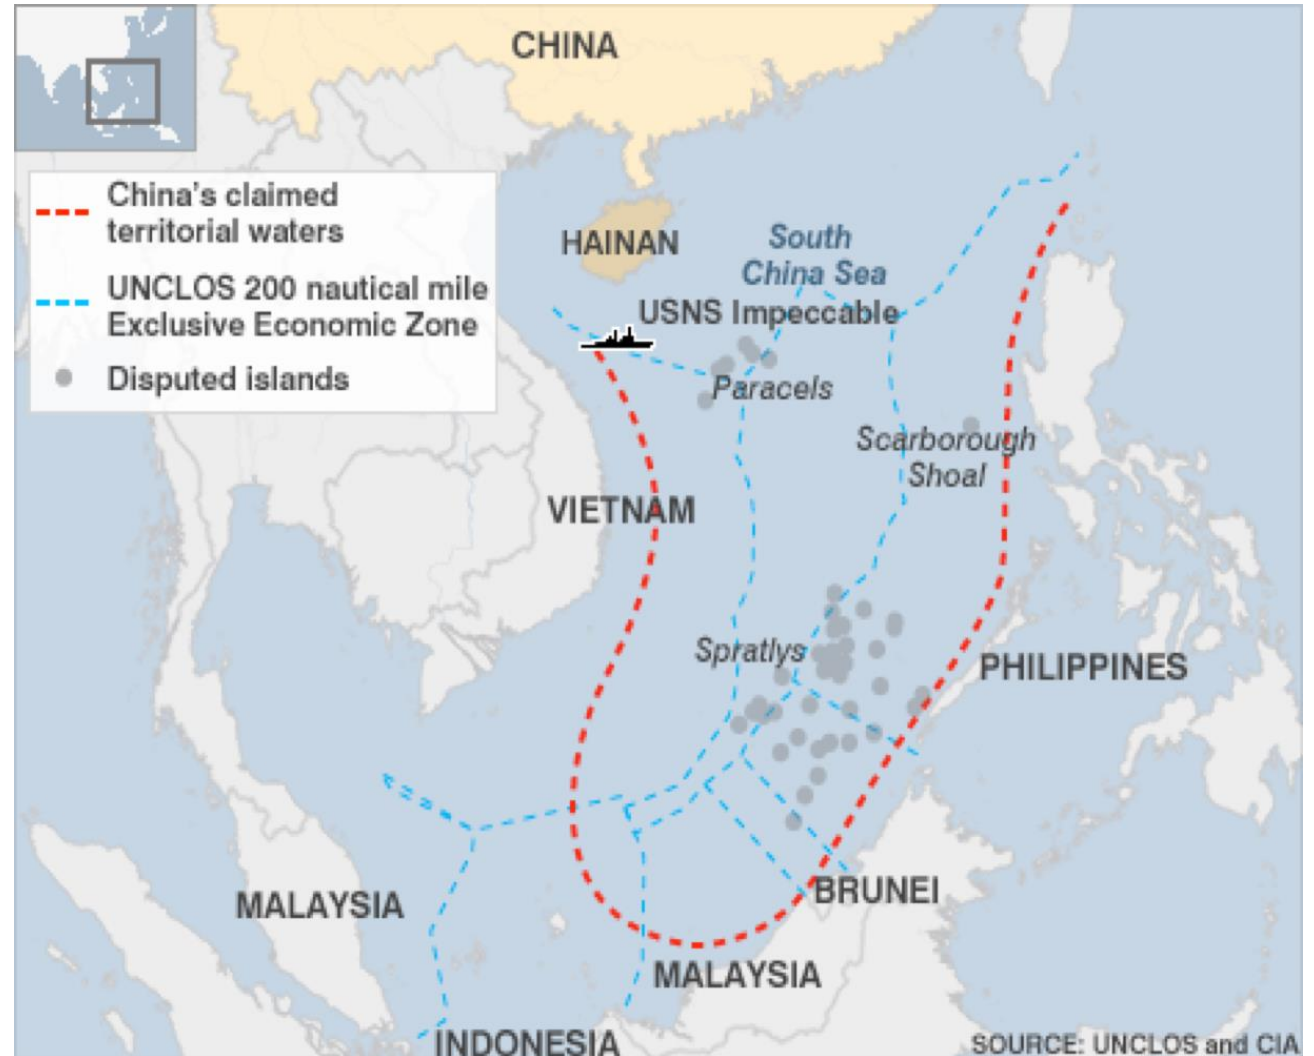 CHINA
China's claimed
territorial waters
UNCLOS 200 nautical mile
Exclusive Economic Zone
Disputed islands
HAINAN
South
China Sea
USNS Impeccable
Paracels
Scarborough
Shoal
VIETNAM
Spratlys
PHILIPPINES
BRUNEI
MALAYSIA
MALAYSIA
INDONESIA
SOURCE: UNCLOS and CIA